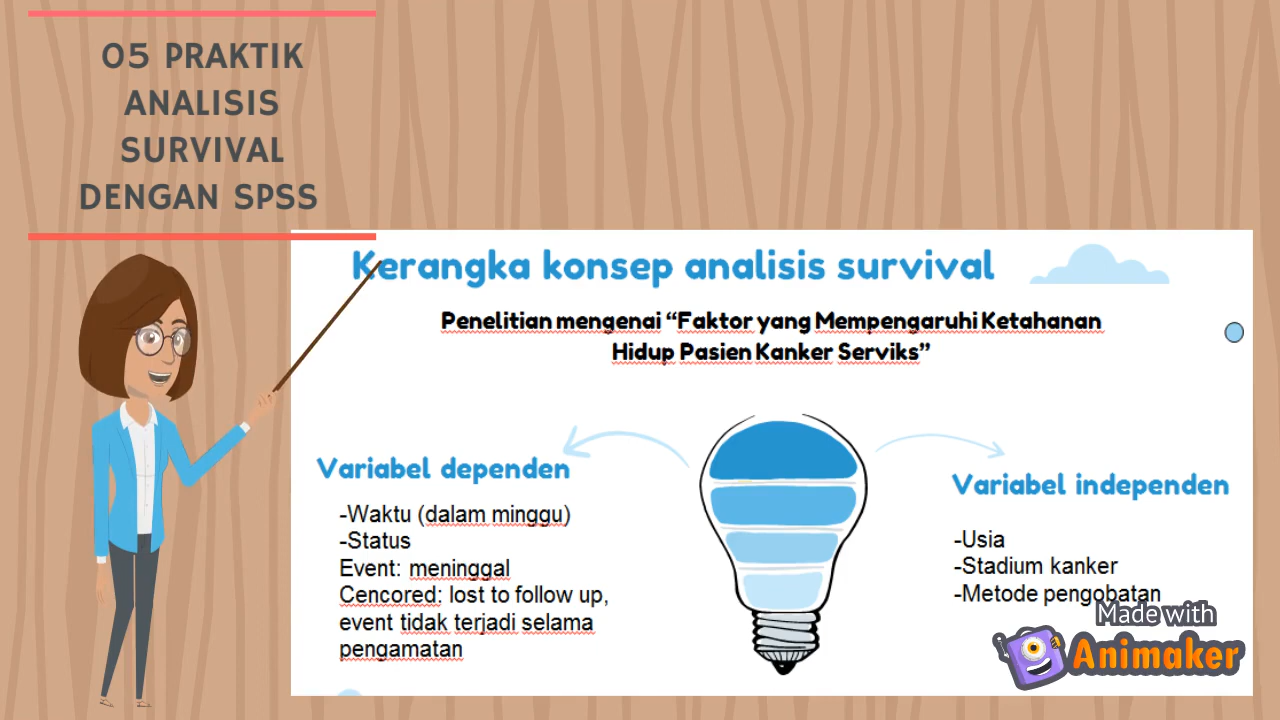 05 PRAKTIK
ANALISIS
SURVIVAL
DENGAN SPSS
Kerangka konsep analisis survival
Penelitian mengenai “Faktor yang Mempengaruhi Ketahanan
Hidup Pasien Kanker Serviks”
Variabel dependen
-Waktu (dalam minggu)
-Status
Event: meninggal
Cencored: lost to follow up,
event tidak terjadi selama
pengamatan
Variabel independen
-Usia
-Stadium kanker
-Metode pengobatan
Made with
Animaker